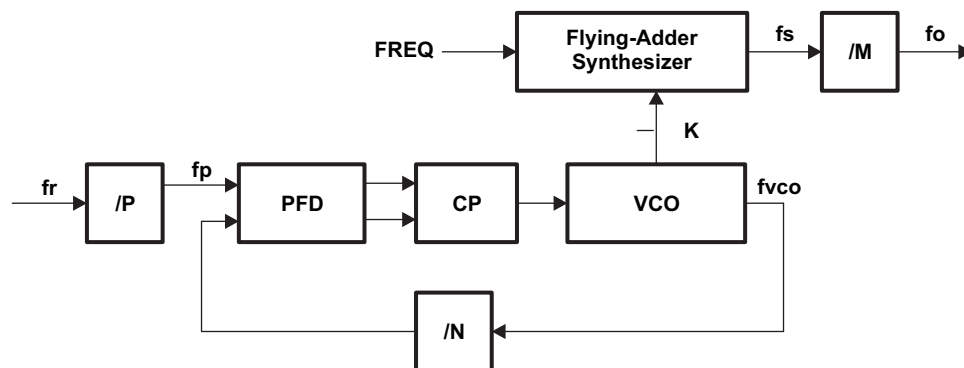 FREQ
Flying-Adder
Synthesizer
fs
/M
fo
K
fr
/P
fp
PFD
CP
VCO
fvco
/N